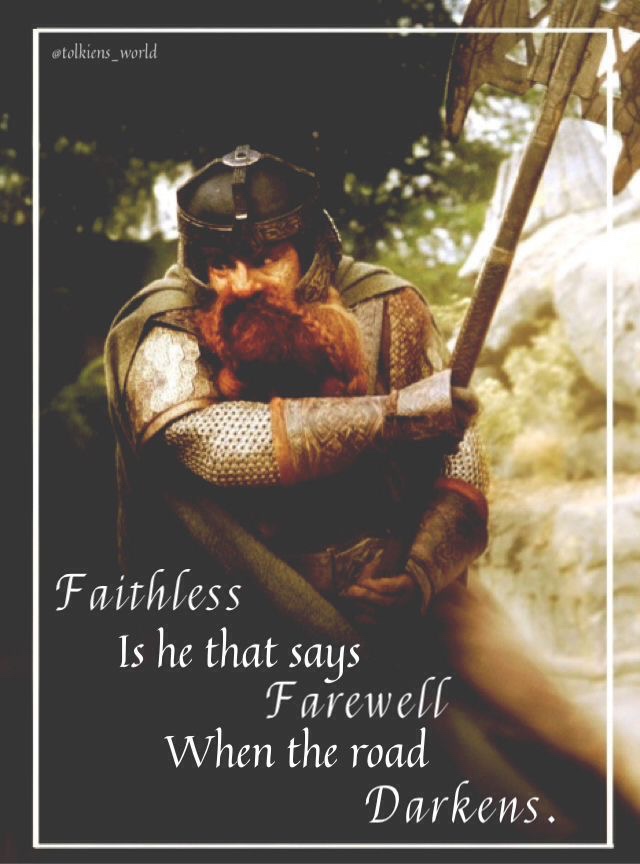 @tolkiens_world
Faithless
Is he that says
Farewell
When the road
Darkens.